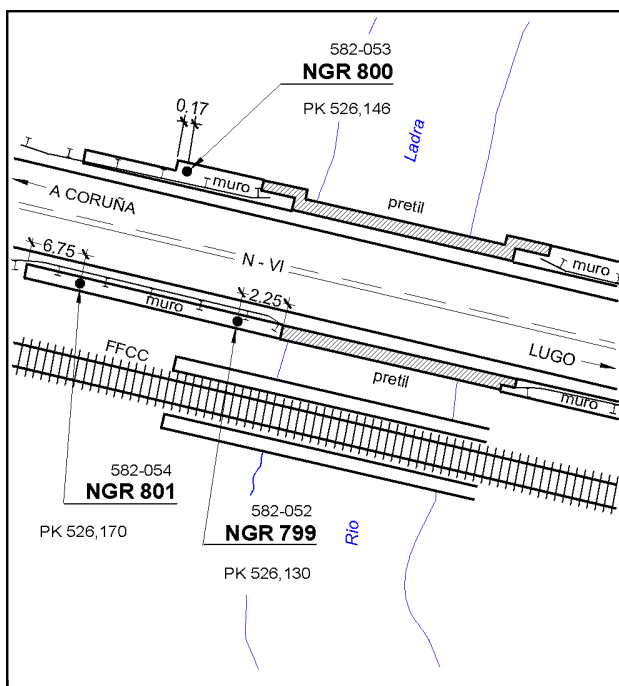 582-053
NGR 800
PK 526,146
0.17
Ladra
muro
A CORUÑA
pretil
muro
N - VI
6.75
2.25
muro
LUGO
FFCC
pretil
muro
582-054
NGR 801
PK 526,170
582-052
NGR 799
PK 526,130
Rio